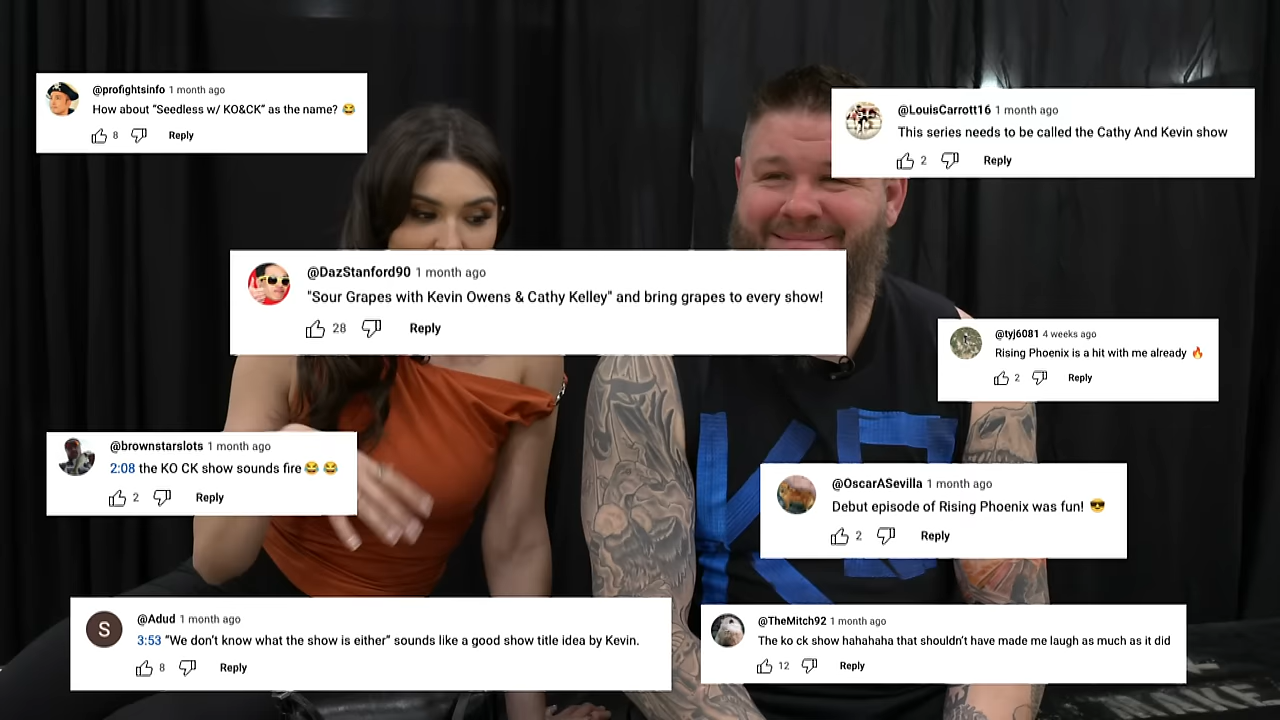 @profightsinfo 1 month ago
How about "Seedless w/ KO&CK" as the name? 😂
8 Reply
@LouisCarrott16 1 month ago
This series needs to be called the Cathy And Kevin show
2 Reply
@DazStanford90 1 month ago
"Sour Grapes with Kevin Owens & Cathy Kelley" and bring grapes to every show!
28 Reply
@tyj6081 4 weeks ago
Rising Phoenix is a hit with me already 🔥
2 Reply
@brownstarslots 1 month ago
2:08 the KO CK show sounds fire😂 😂
2 Reply
@OscarASevilla 1 month ago
Debut episode of Rising Phoenix was fun! 😎
2 Reply
KO
S
@Adud 1 month ago
3:53 "We don't know what the show is either" sounds like a good show title idea by Kevin.
8 Reply
@TheMitch92 1 month ago
The ko ck show hahahaha that shouldn't have made me laugh as much as it did
12 Reply
MAKE